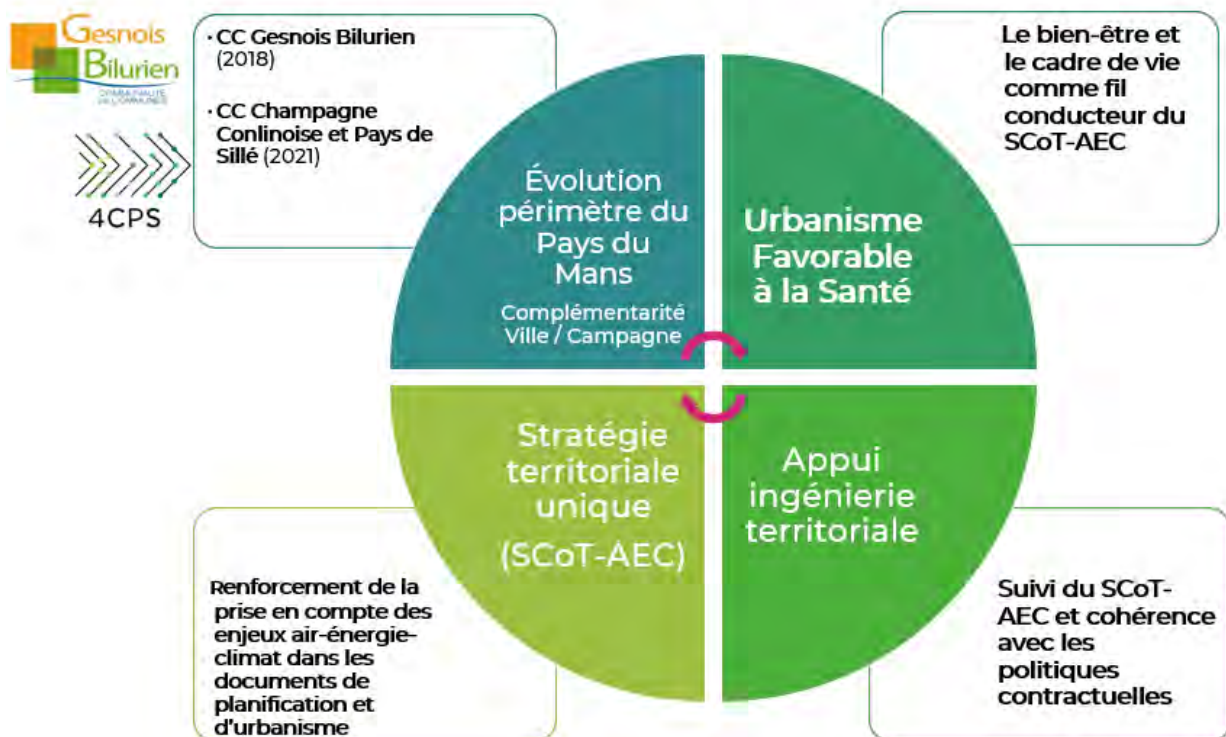 Gesnois
Bilurien
COMMUNAUTÉ
DE COMMUNES
4CPS
· CC Gesnois Bilurien
(2018)
· CC Champagne
Conlinoise et Pays de
Sillé (2021)
Évolution
périmètre du
Pays du
Mans
Complémentarité
Ville / Campagne
Urbanisme
Favorable
à la Santé
Le bien-être et
le cadre de vie
comme fil
conducteur du
SCoT-AEC
Stratégie
territoriale
unique
(SCoT-AEC)
Appui
ingénierie
territoriale
Renforcement de la
prise en compte des
enjeux air-énergie-
climat dans les
documents de
planification et
d'urbanisme
Suivi du SCoT-
AEC et cohérence
avec les
politiques
contractuelles